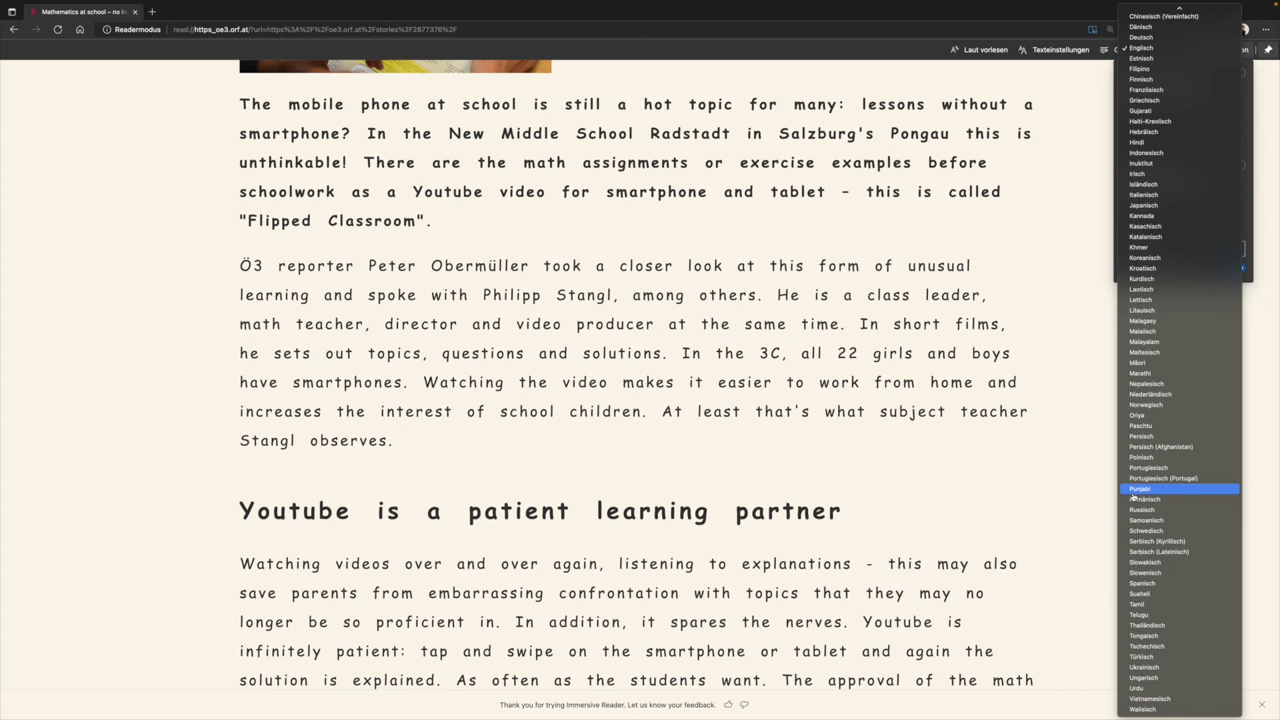 Mathematics at school – no lo
Readermodus
read://https_oe3.orf.at/?url=https%3A%2F%2Foe3.orf.at%2Fstories%2F2877376%2F
Laut vorlesen
Texteinstellungen
The mobile phone at school is still a hot topic for many: lessons without a
smartphone? In the New Middle School Radstadt in Salzburg's Pongau this is
unthinkable! There are the math assignments or exercise examples before
schoolwork as a Youtube video for smartphone and tablet – this is called
"Flipped Classroom".
Ö3 reporter Peter Obermüller took a closer look at this form of unusual
learning and spoke with Philipp Stangl, among others. He is a class leader,
math teacher, director and video producer at the same time. In short films,
he sets out topics, questions and solutions. In the 3C, all 22 girls and boys
have smartphones. Watching the video makes it easier to work from home and
increases the interest of school children. At least that's what subject teacher
Stangl observes.
Youtube is a patient learning partner
Watching videos over and over again, listening to explanations – this may also
save parents from embarrassing confrontation with topics that they may no
longer be so proficient in. In addition, it spares the nerves. Youtube is
infinitely patient: tap and swipe on the smartphone or tablet and again the
solution is explained. As often as the students want. The approval of the math
Thank you for trying Immersive Reader. Let us know your feedback.
Chinesisch (Vereinfacht)
Dänisch
Deutsch
✓ Englisch
Estnisch
Filipino
Finnisch
Französisch
Griechisch
Gujarati
Haiti-Kreolisch
Hebräisch
Hindi
Indonesisch
Inuktitut
Irisch
Isländisch
Italienisch
Japanisch
Kannada
Kasachisch
Katalanisch
Khmer
Koreanisch
Kroatisch
Kurdisch
Laotisch
Lettisch
Litauisch
Malagasy
Malaiisch
Malayalam
Maltesisch
Māori
Marathi
Nepalesisch
Niederländisch
Norwegisch
Oriya
Paschtu
Persisch
Persisch (Afghanistan)
Polnisch
Portugiesisch
Portugiesisch (Portugal)
Punjabi
Rumänisch
Russisch
Samoanisch
Schwedisch
Serbisch (Kyrillisch)
Serbisch (Lateinisch)
Slowakisch
Slowenisch
Spanisch
Suaheli
Tamil
Telugu
Thailändisch
Tongaisch
Tschechisch
Türkisch
Ukrainisch
Ungarisch
Urdu
Vietnamesisch
Walisisch